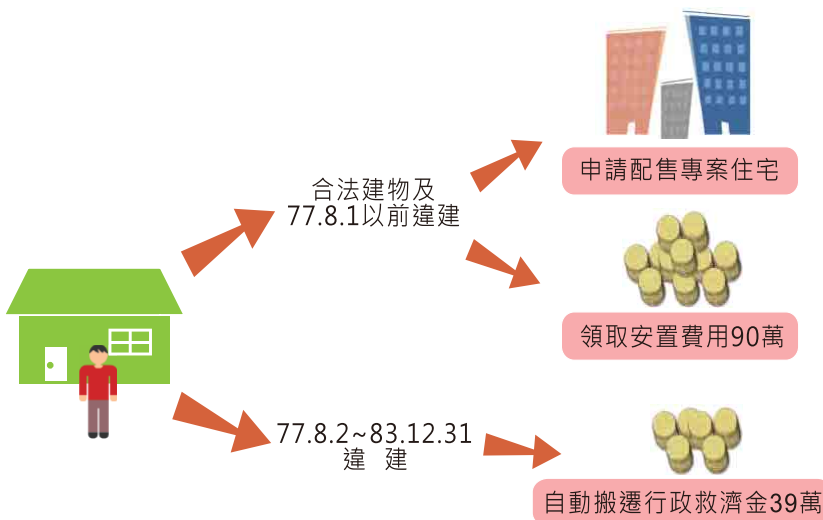 申請配售專案住宅
合法建物及
77.8.1以前違建
領取安置費用90萬
77.8.2~83.12.31
違 建
自動搬遷行政救濟金39萬